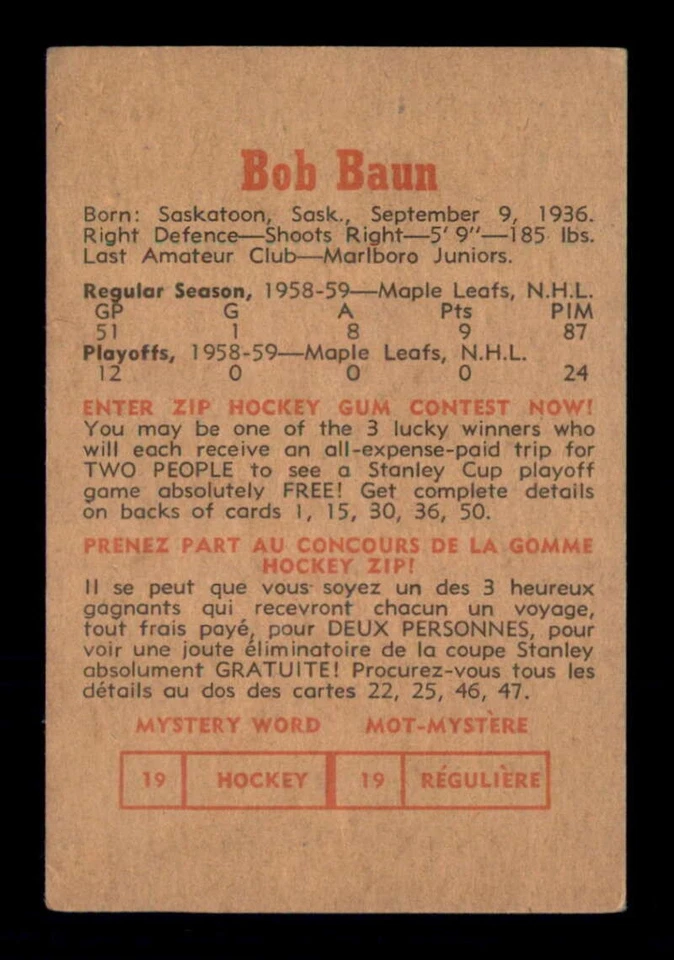 Bob Baun
Born: Saskatoon, Sask., September 9, 1936.
Right Defence—Shoots Right—5' 9"—185 lbs.
Last Amateur Club—Marlboro Juniors.
Regular Season, 1958-59—Maple Leafs, N.H.L.
GP G A Pts PIM
51 1 8 9 87
Playoffs, 1958-59—Maple Leafs, N.H.L.
12 0 0 0 24
ENTER ZIP HOCKEY GUM CONTEST NOW!
You may be one of the 3 lucky winners who
will each receive an all-expense-paid trip for
TWO PEOPLE to see a Stanley Cup playoff
game absolutely FREE! Get complete details
on backs of cards 1, 15, 30, 36, 50.
PRENEZ PART AU CONCOURS DE LA GOMME
HOCKEY ZIP!
Il se peut que vous soyez un des 3 heureux
gagnants qui recevront chacun un voyage,
tout frais payé, pour DEUX PERSONNES, pour
voir une joute éliminatoire de la coupe Stanley
absolument GRATUITE! Procurez-vous tous les
détails au dos des cartes 22, 25, 46, 47.
MYSTERY WORD MOT-MYSTÈRE
19 HOCKEY 19 RÉGULIÈRE